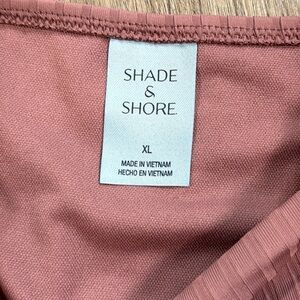 SHADE
&
SHORE.
XL
MADE IN VIETNAM
HECHO EN VIETNAM